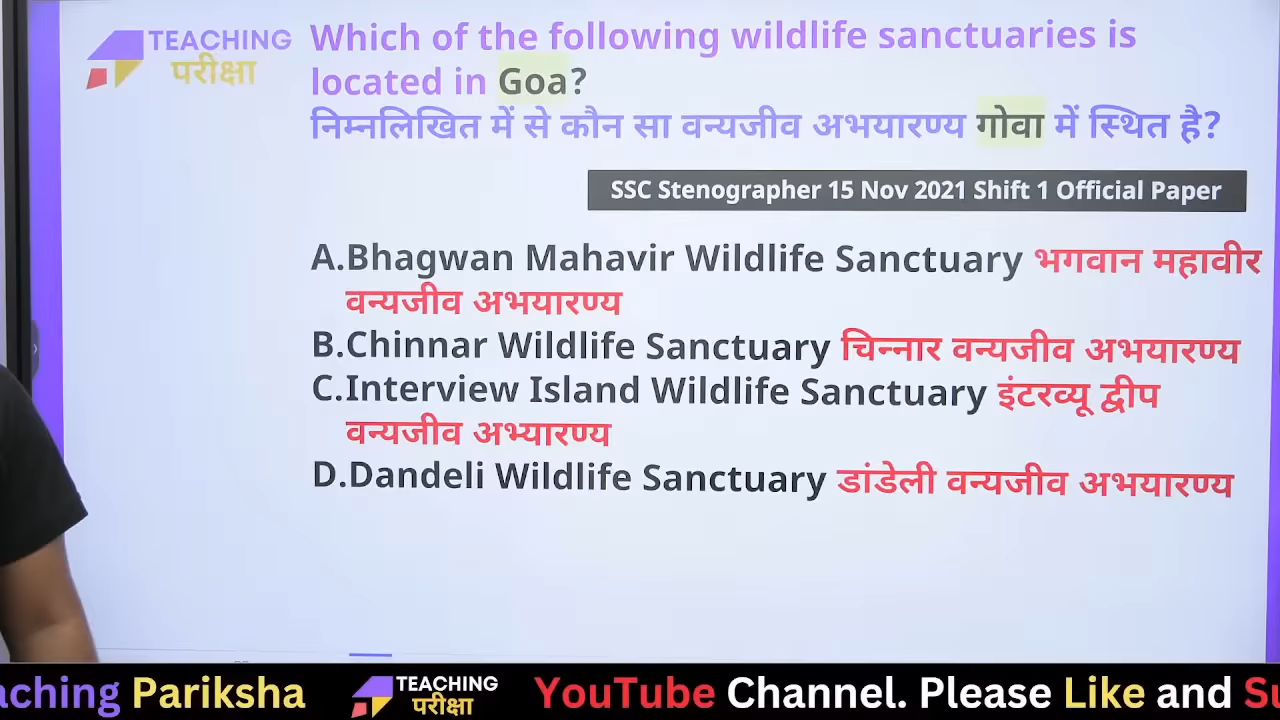 TEACHING
परीक्षा
Which of the following wildlife sanctuaries is
located in Goa?
निम्नलिखित में से कौन सा वन्यजीव अभयारण्य गोवा में स्थित है?
SSC Stenographer 15 Nov 2021 Shift 1 Official Paper
A.Bhagwan Mahavir Wildlife Sanctuary भगवान महावीर
वन्यजीव अभयारण्य
B.Chinnar Wildlife Sanctuary चिन्नार वन्यजीव अभयारण्य
C.Interview Island Wildlife Sanctuary इंटरव्यू द्वीप
वन्यजीव अभ्यारण्य
D.Dandeli Wildlife Sanctuary डांडेली वन्यजीव अभयारण्य
aching Pariksha TEACHING परीक्षा YouTube Channel. Please Like and Su